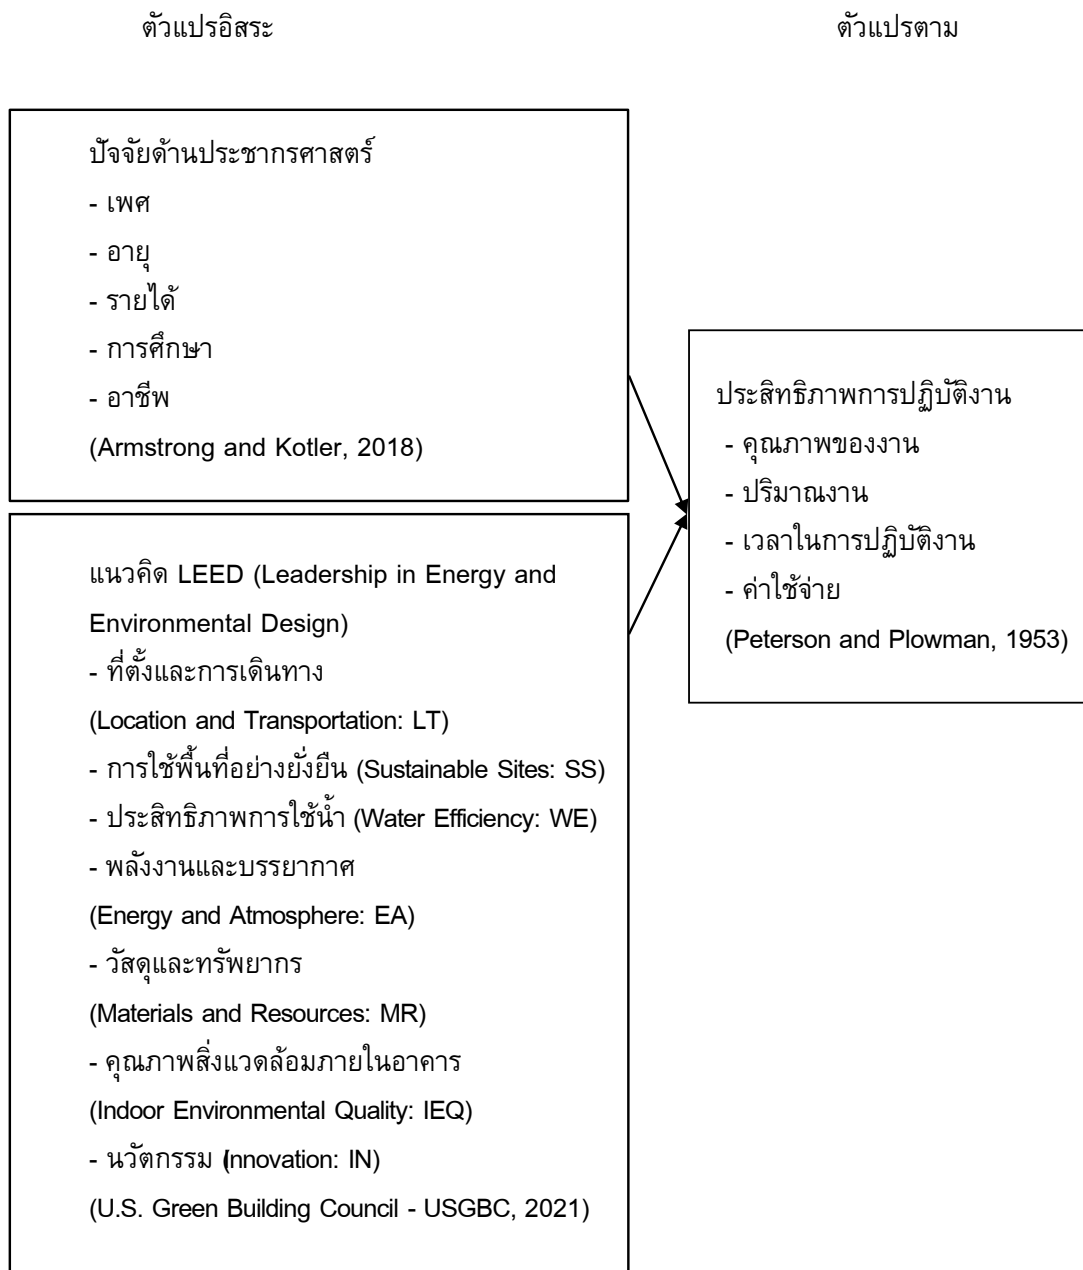 ตัวแปรอิสระ
ตัวแปรตาม
ปัจจัยด้านประชากรศาสตร์
- เพศ
- อายุ
- รายได้
- การศึกษา
- อาชีพ
(Armstrong and Kotler, 2018)
แนวคิด LEED (Leadership in Energy and
Environmental Design)
- ที่ตั้งและการเดินทาง
(Location and Transportation: LT)
- การใช้พื้นที่อย่างยั่งยืน (Sustainable Sites: SS)
- ประสิทธิภาพการใช้น้ำ (Water Efficiency: WE)
- พลังงานและบรรยากาศ
(Energy and Atmosphere: EA)
- วัสดุและทรัพยากร
(Materials and Resources: MR)
- คุณภาพสิ่งแวดล้อมภายในอาคาร
(Indoor Environmental Quality: IEQ)
- นวัตกรรม (Innovation: IN)
(U.S. Green Building Council - USGBC, 2021)
ประสิทธิภาพการปฏิบัติงาน
- คุณภาพของงาน
- ปริมาณงาน
- เวลาในการปฏิบัติงาน
- ค่าใช้จ่าย
(Peterson and Plowman, 1953)